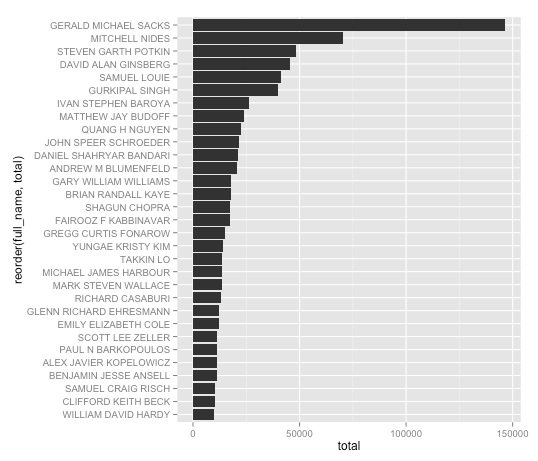 GERALD MICHAEL SACKS
MITCHELL NIDES
STEVEN GARTH POTKIN
DAVID ALAN GINSBERG
SAMUEL LOUIE
GURKIPAL SINGH
IVAN STEPHEN BAROYA
MATTHEW JAY BUDOFF
QUANG H NGUYEN
JOHN SPEER SCHROEDER
DANIEL SHAHRYAR BANDARI
ANDREW M BLUMENFELD
GARY WILLIAM WILLIAMS
BRIAN RANDALL KAYE
SHAGUN CHOPRA
FAIROOZ F KABBINAVAR
GREGG CURTIS FONAROW
YUNGAE KRISTY KIM
TAKKIN LO
MICHAEL JAMES HARBOUR
MARK STEVEN WALLACE
RICHARD CASABURI
GLENN RICHARD EHRESMANN
EMILY ELIZABETH COLE
SCOTT LEE ZELLER
PAUL N BARKOPOULOS
ALEX JAVIER KOPELOWICZ
BENJAMIN JESSE ANSELL
SAMUEL CRAIG RISCH
CLIFFORD KEITH BECK
WILLIAM DAVID HARDY
reorder(full_name, total)
0 50000 100000 150000
total